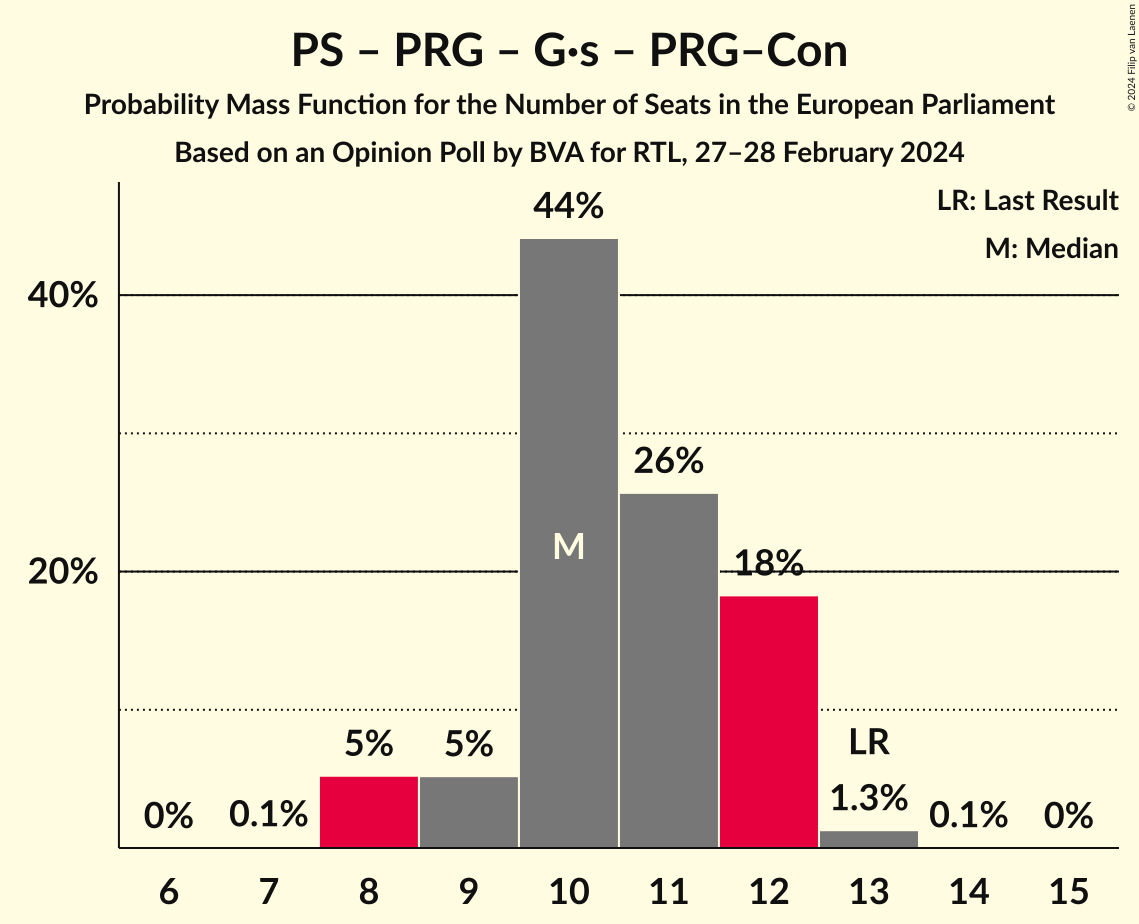 PS – PRG – G•s – PRG–Con
Probability Mass Function for the Number of Seats in the European Parliament
Based on an Opinion Poll by BVA for RTL, 27–28 February 2024
© 2024 Filip van Laenen
LR: Last Result
M: Median
44%
40%
26%
M
20%
18%
LR
5%
5%
1.3%
0%
0.1%
0.1%
0%
6 7 8 9 10 11 12 13 14 15